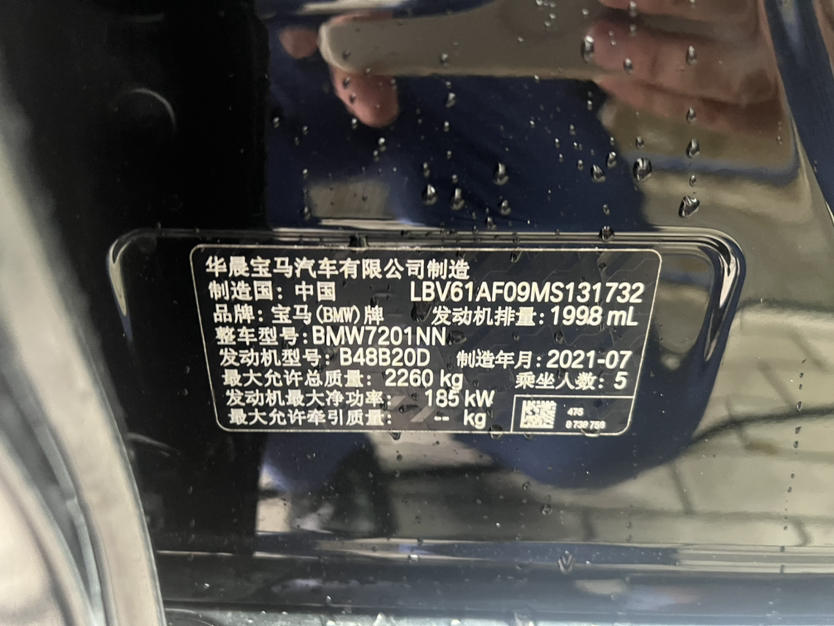 华晨宝马汽车有限公司制造
制造国：中国 LBV61AF09MS131732
品牌：宝马(BMW)牌 发动机排量：1998 mL
整车型号：BMW7201NN
发动机型号：B48B20D 制造年月：2021-07
最大允许总质量：2260 kg 乘坐人数：5
发动机最大净功率：185 kW
最大允许牵引质量：-- kg
475